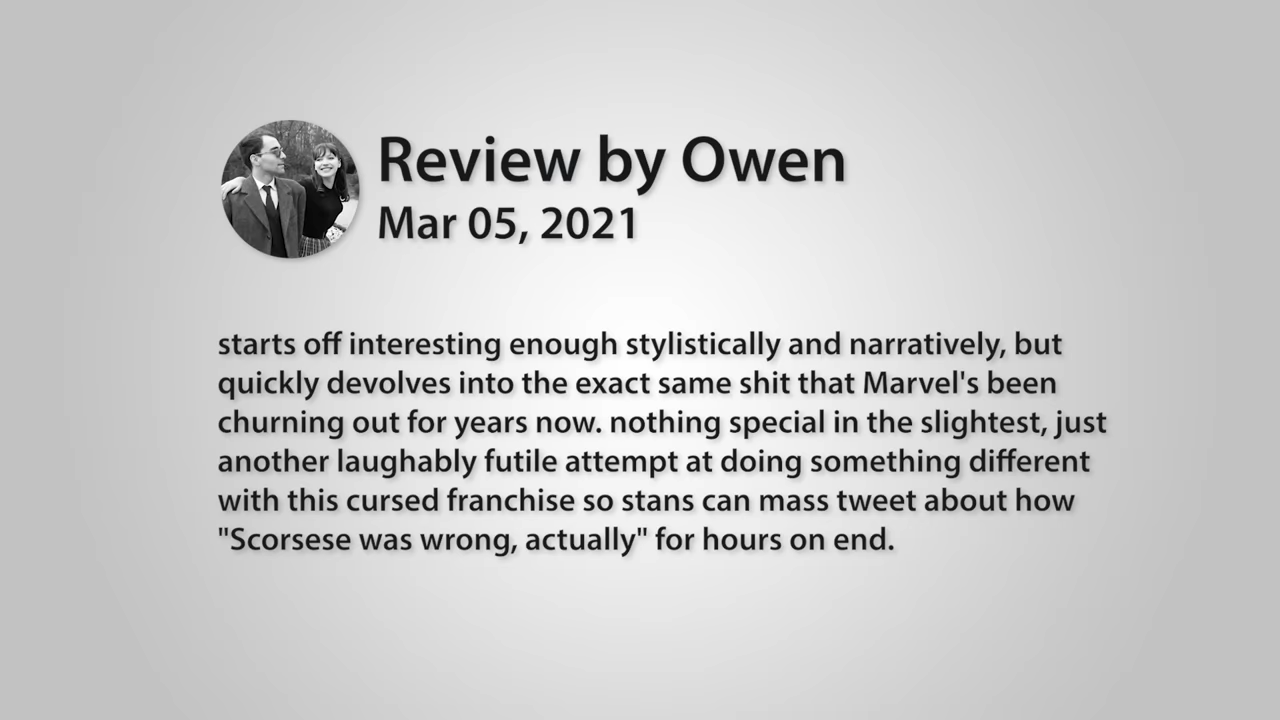 Review by Owen
Mar 05, 2021
starts off interesting enough stylistically and narratively, but
quickly devolves into the exact same shit that Marvel's been
churning out for years now. nothing special in the slightest, just
another laughably futile attempt at doing something different
with this cursed franchise so stans can mass tweet about how
"Scorsese was wrong, actually" for hours on end.